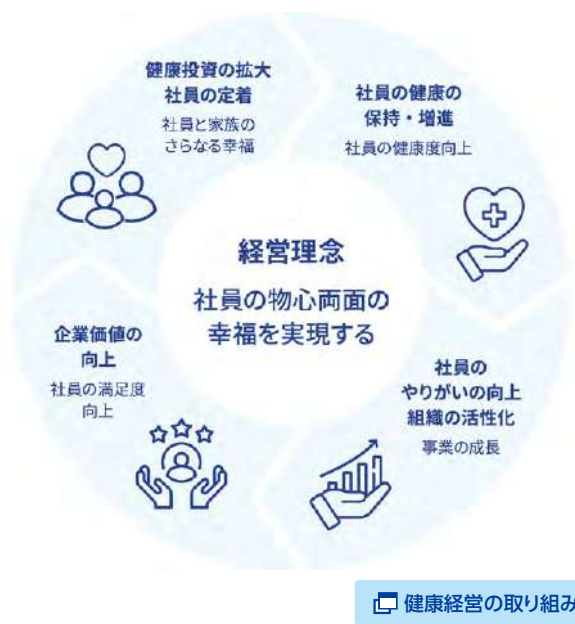 健康投資の拡大
社員の定着
社員と家族の
さらなる幸福
社員の健康の
保持・増進
社員の健康度向上
経営理念
社員の物心両面の
幸福を実現する
企業価値の
向上
社員の満足度
向上
社員の
やりがいの向上
組織の活性化
事業の成長
健康経営の取り組み